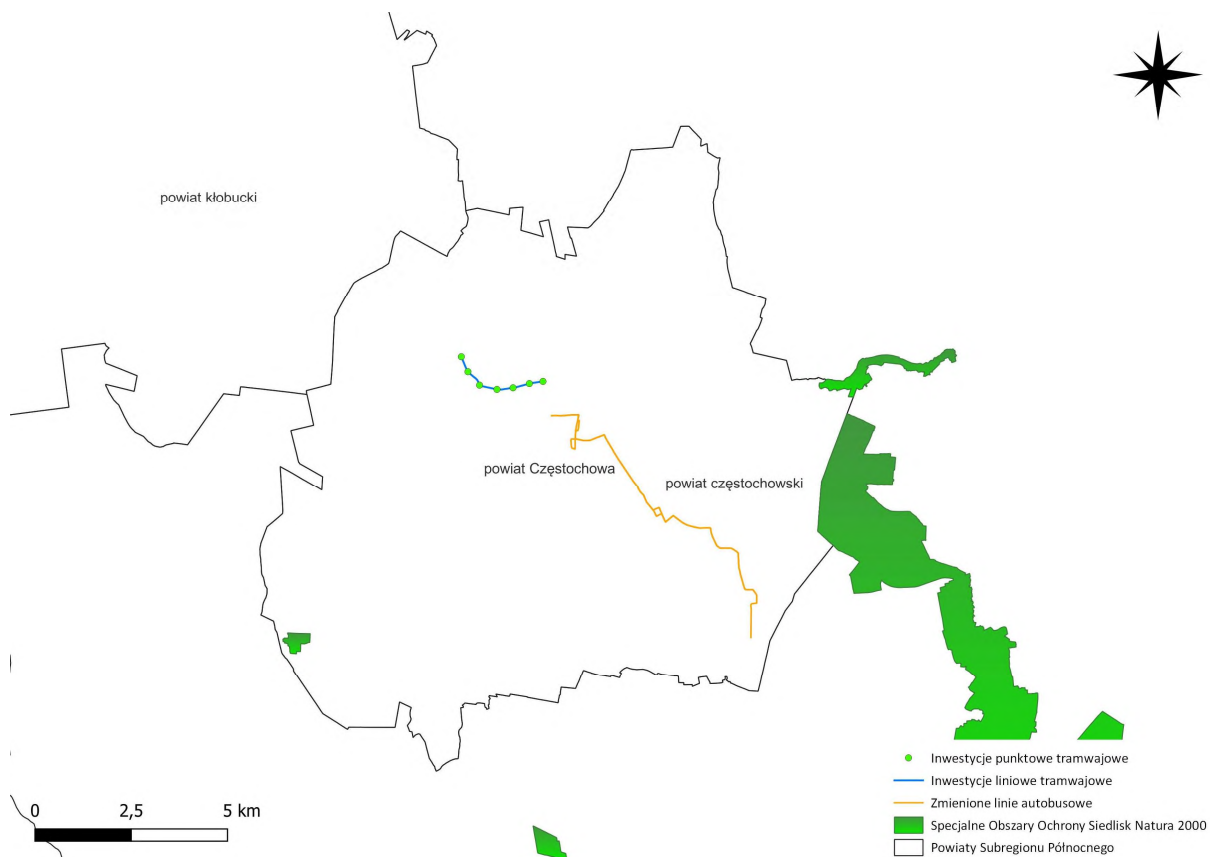 powiat kłobucki
powiat Częstochowa
powiat częstochowski
0 2,5 5 km
Inwestycje punktowe tramwajowe
Inwestycje liniowe tramwajowe
Zmienione linie autobusowe
Specjalne Obszary Ochrony Siedlisk Natura 2000
Powiaty Subregionu Północnego